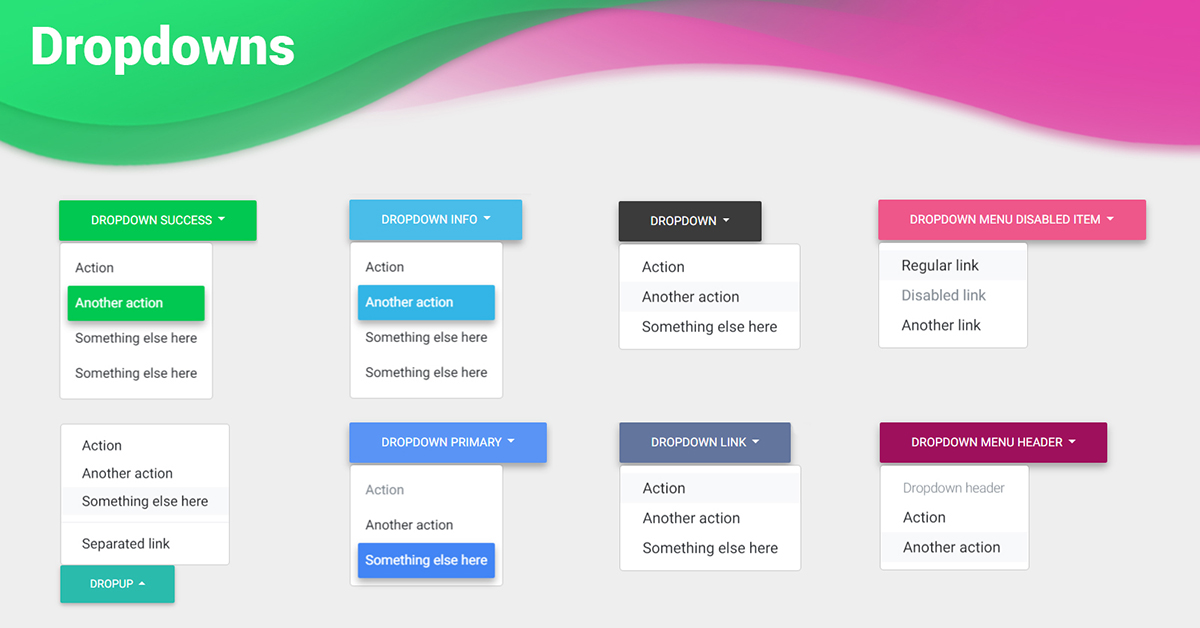 Dropdowns
DROPDOWN SUCCESS
Action
Another action
Something else here
Something else here
DROPDOWN INFO
Action
Another action
Something else here
Something else here
DROPDOWN
Action
Another action
Something else here
DROPDOWN MENU DISABLED ITEM
Regular link
Disabled link
Another link
Action
Another action
Something else here
Separated link
DROPUP
DROPDOWN PRIMARY
Action
Another action
Something else here
DROPDOWN LINK
Action
Another action
Something else here
DROPDOWN MENU HEADER
Dropdown header
Action
Another action